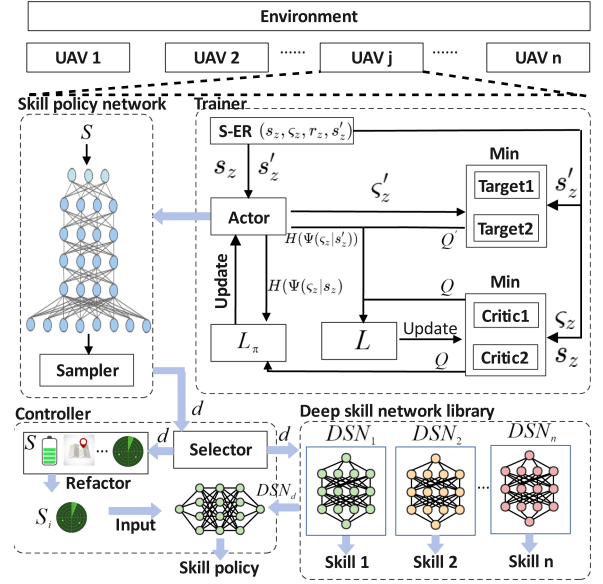 Environment
UAV 1
UAV 2
......
UAV j
......
UAV n
Skill policy network
Trainer
S
S-ER (s_z, ς_z, r_z, s'_z)
s_z
s'_z
Min
Target1
Target2
s'_z
ς'_z
Actor
H(Ψ(ς_z|s'_z))
Q'
Update
H(Ψ(ς_z|s_z)
Min
Q
Critic1
Critic2
ς_z
s_z
L_π
L
Update
Q
Sampler
d
Controller
Deep skill network library
S
...
d
Selector
d
Refactor
DSN_1
DSN_2
DSN_n
...
S_i
Input
DSN_d
Skill policy
Skill 1
Skill 2
Skill n